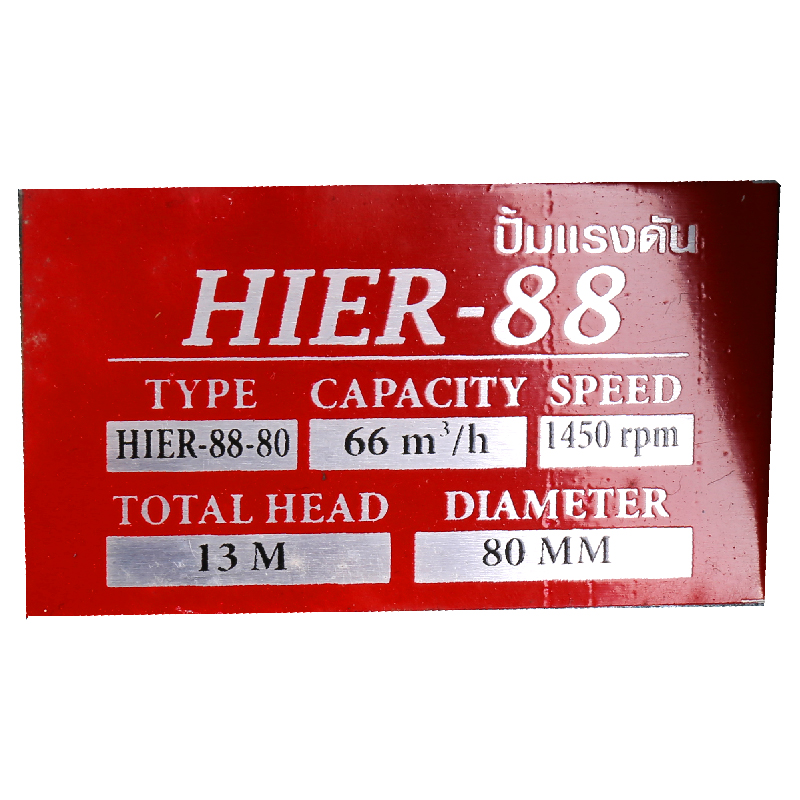 ปั้มแรงดัน
HIER-88
TYPE CAPACITY SPEED
HIER-88-80 66 m³/h 1450 rpm
TOTAL HEAD DIAMETER
13 M 80 MM